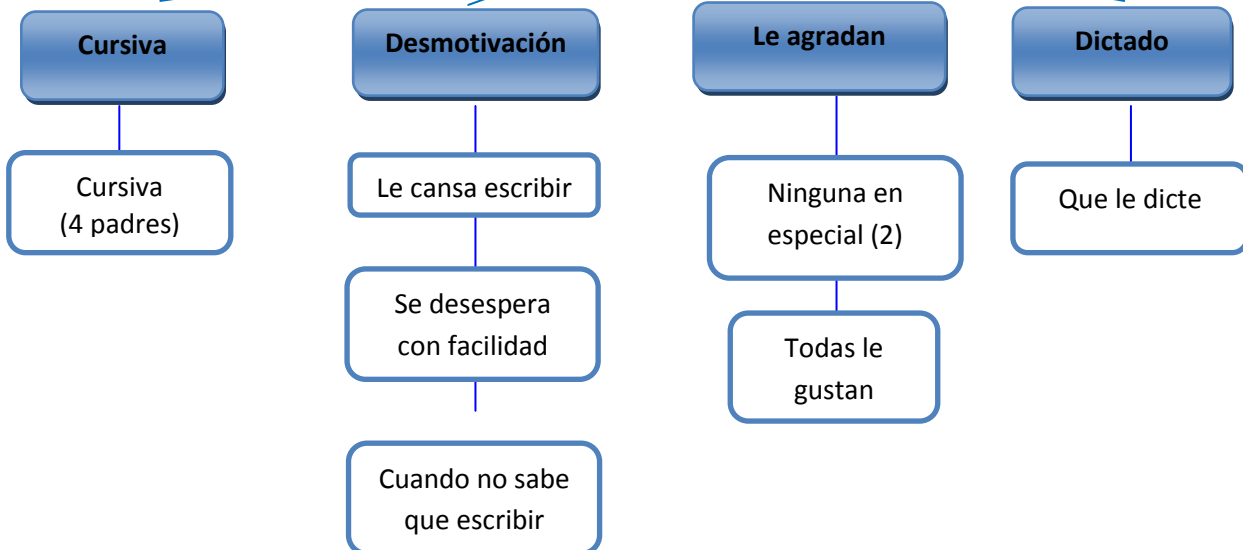 Cursiva
Cursiva
(4 padres)
Desmotivación
Le cansa escribir
Se desespera
con facilidad
Cuando no sabe
que escribir
Le agradan
Ninguna en
especial (2)
Todas le
gustan
Dictado
Que le dicte